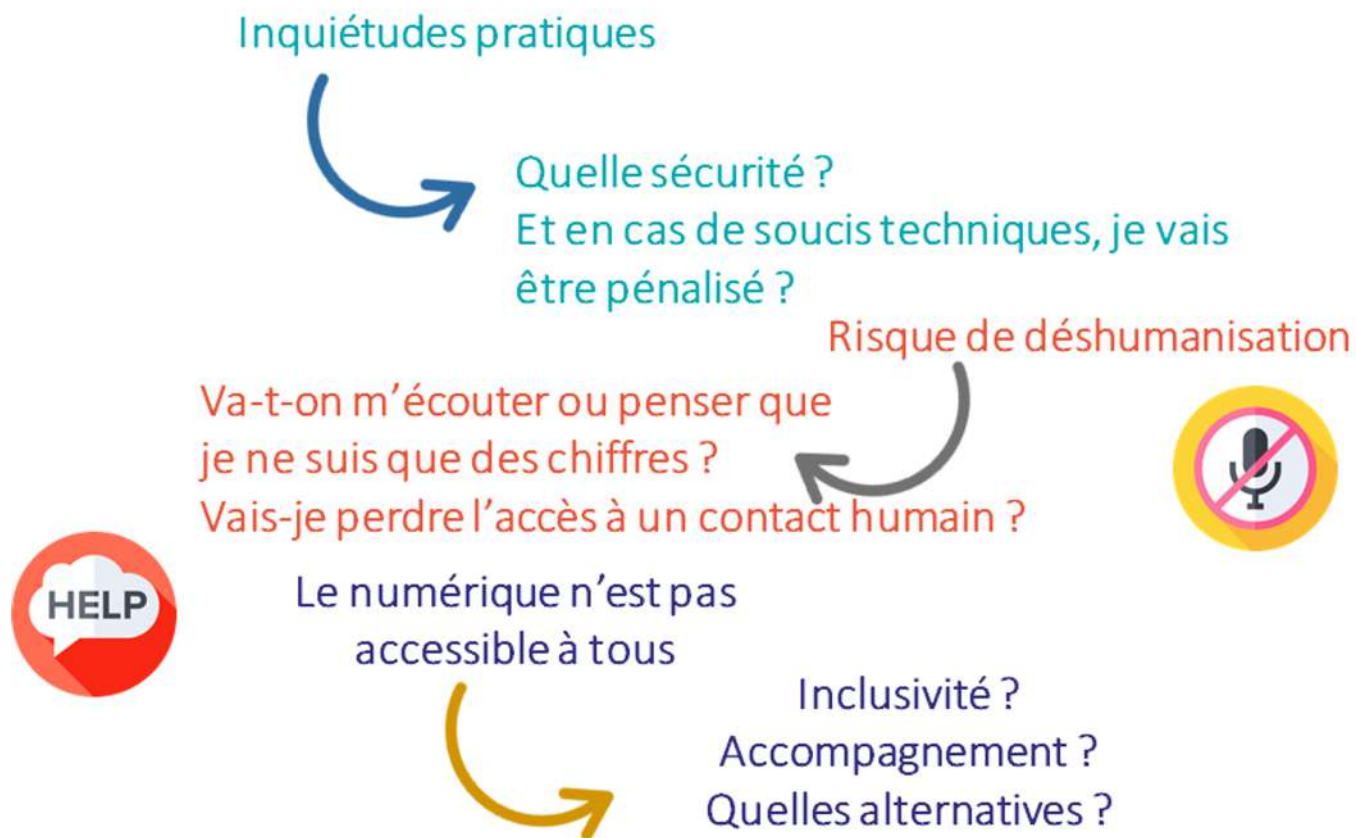 Inquiétudes pratiques
Quelle sécurité ?
Et en cas de soucis techniques, je vais
être pénalisé ?
Risque de déshumanisation
Va-t-on m’écouter ou penser que
je ne suis que des chiffres ?
Vais-je perdre l’accès à un contact humain ?
HELP
Le numérique n’est pas
accessible à tous
Inclusivité ?
Accompagnement ?
Quelles alternatives ?